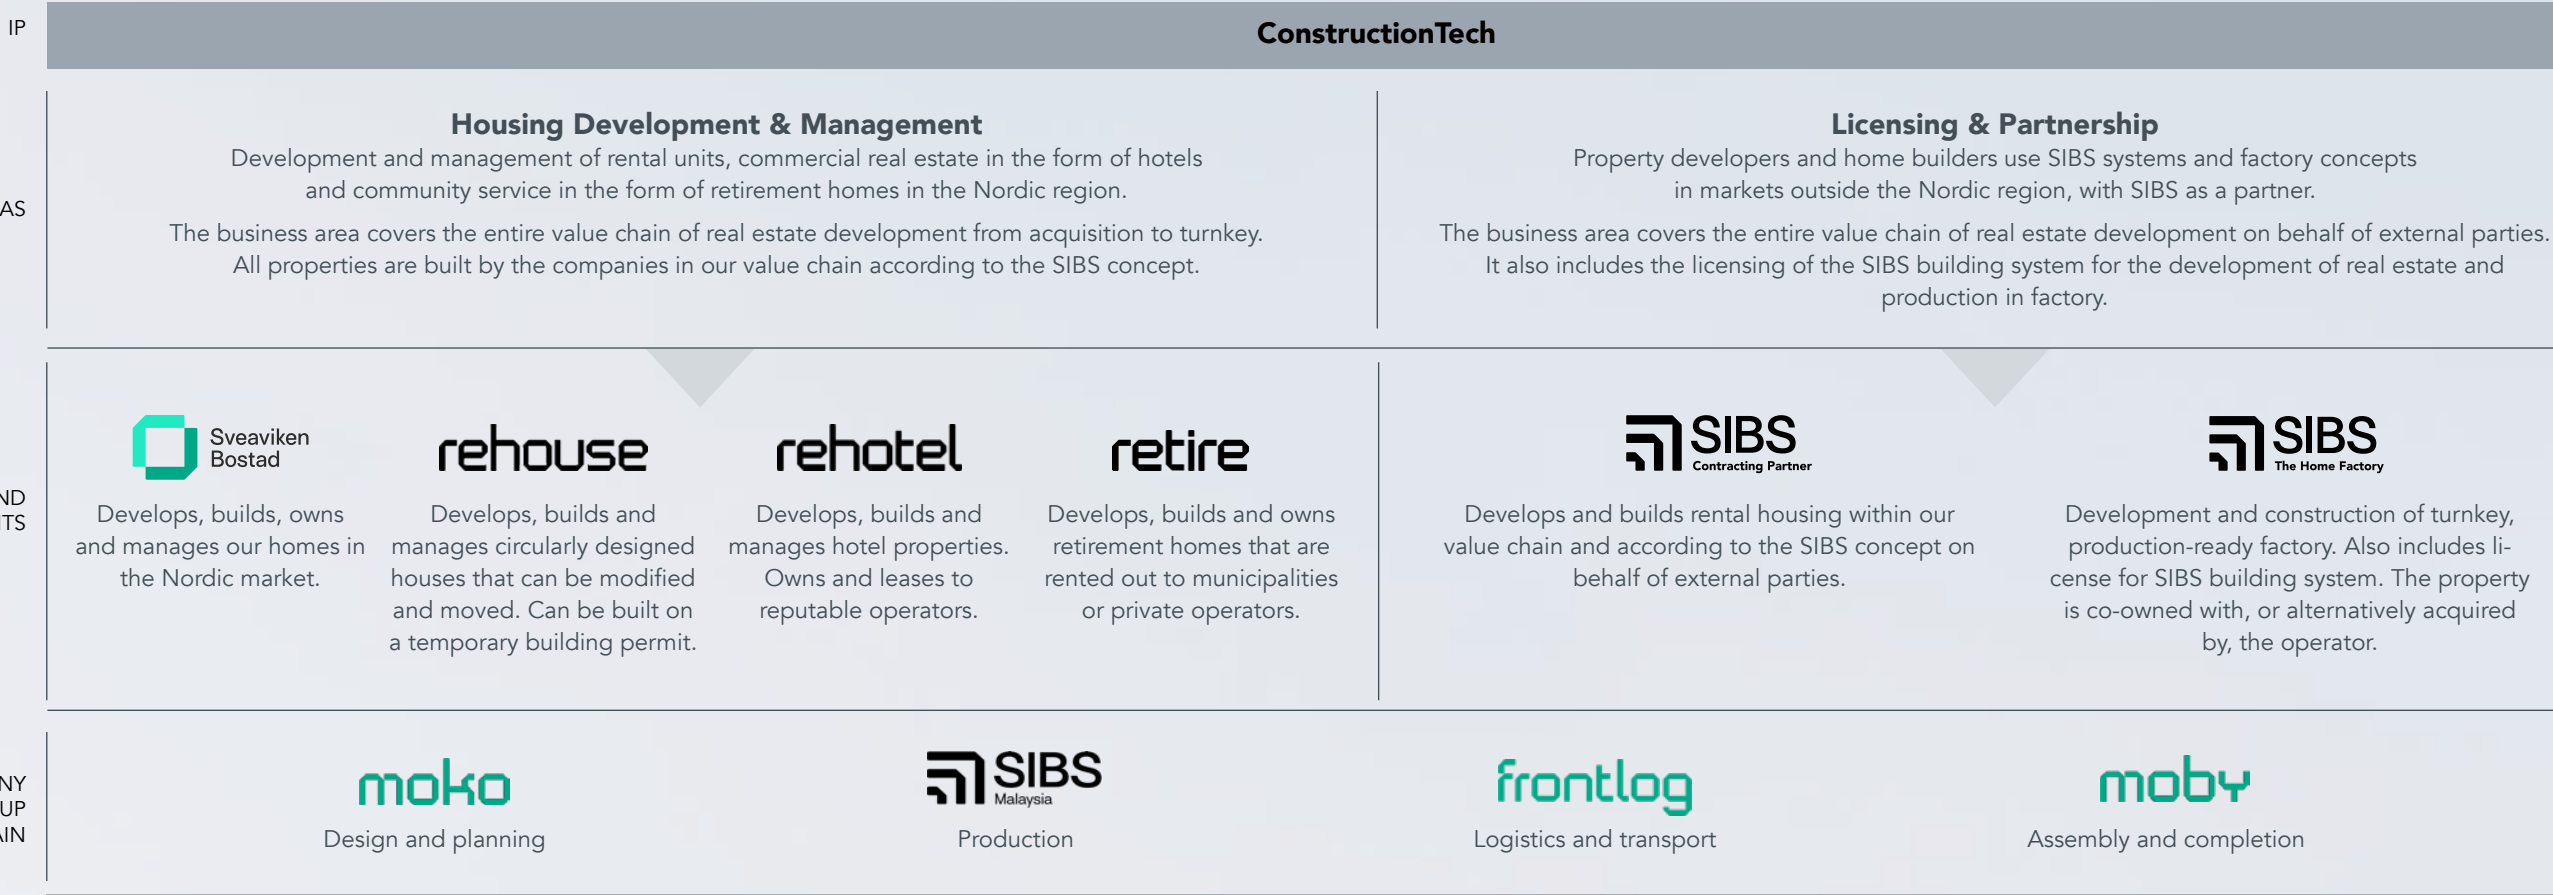 IP
ConstructionTech
Housing Development & Management
Development and management of rental units, commercial real estate in the form of hotels
and community service in the form of retirement homes in the Nordic region.
The business area covers the entire value chain of real estate development from acquisition to turnkey.
All properties are built by the companies in our value chain according to the SIBS concept.
Licensing & Partnership
Property developers and home builders use SIBS systems and factory concepts
in markets outside the Nordic region, with SIBS as a partner.
The business area covers the entire value chain of real estate development on behalf of external parties.
It also includes the licensing of the SIBS building system for the development of real estate and
production in factory.
AS
ND
TS
Sveaviken
Bostad
Develops, builds, owns
and manages our homes in
the Nordic market.
rehouse
Develops, builds and
manages circularly designed
houses that can be modified
and moved. Can be built on
a temporary building permit.
rehotel
Develops, builds and
manages hotel properties.
Owns and leases to
reputable operators.
retire
Develops, builds and owns
retirement homes that are
rented out to municipalities
or private operators.
SIBS
Contracting Partner
Develops and builds rental housing within our
value chain and according to the SIBS concept on
behalf of external parties.
SIBS
The Home Factory
Development and construction of turnkey,
production-ready factory. Also includes li-
cense for SIBS building system. The property
is co-owned with, or alternatively acquired
by, the operator.
NY
UP
AIN
moko
Design and planning
SIBS
Malaysia
Production
frontlog
Logistics and transport
moby
Assembly and completion